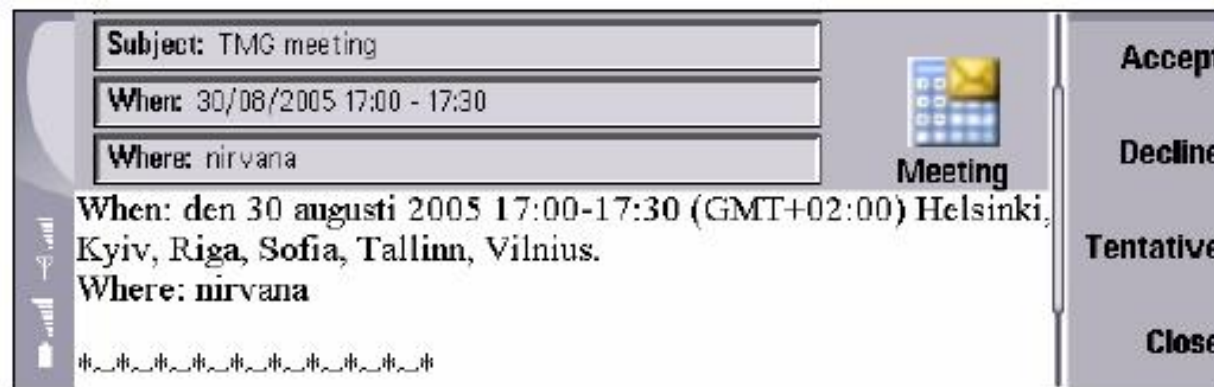 Subject: TMG meeting
When: 30/08/2005 17:00 - 17:30
Where: nirvana
Meeting
When: den 30 augusti 2005 17:00-17:30 (GMT+02:00) Helsinki,
Kyiv, Riga, Sofia, Tallinn, Vilnius.
Where: nirvana
*~*~*~*~*~*~*~*~*~*
Accept
Decline
Tentative
Close